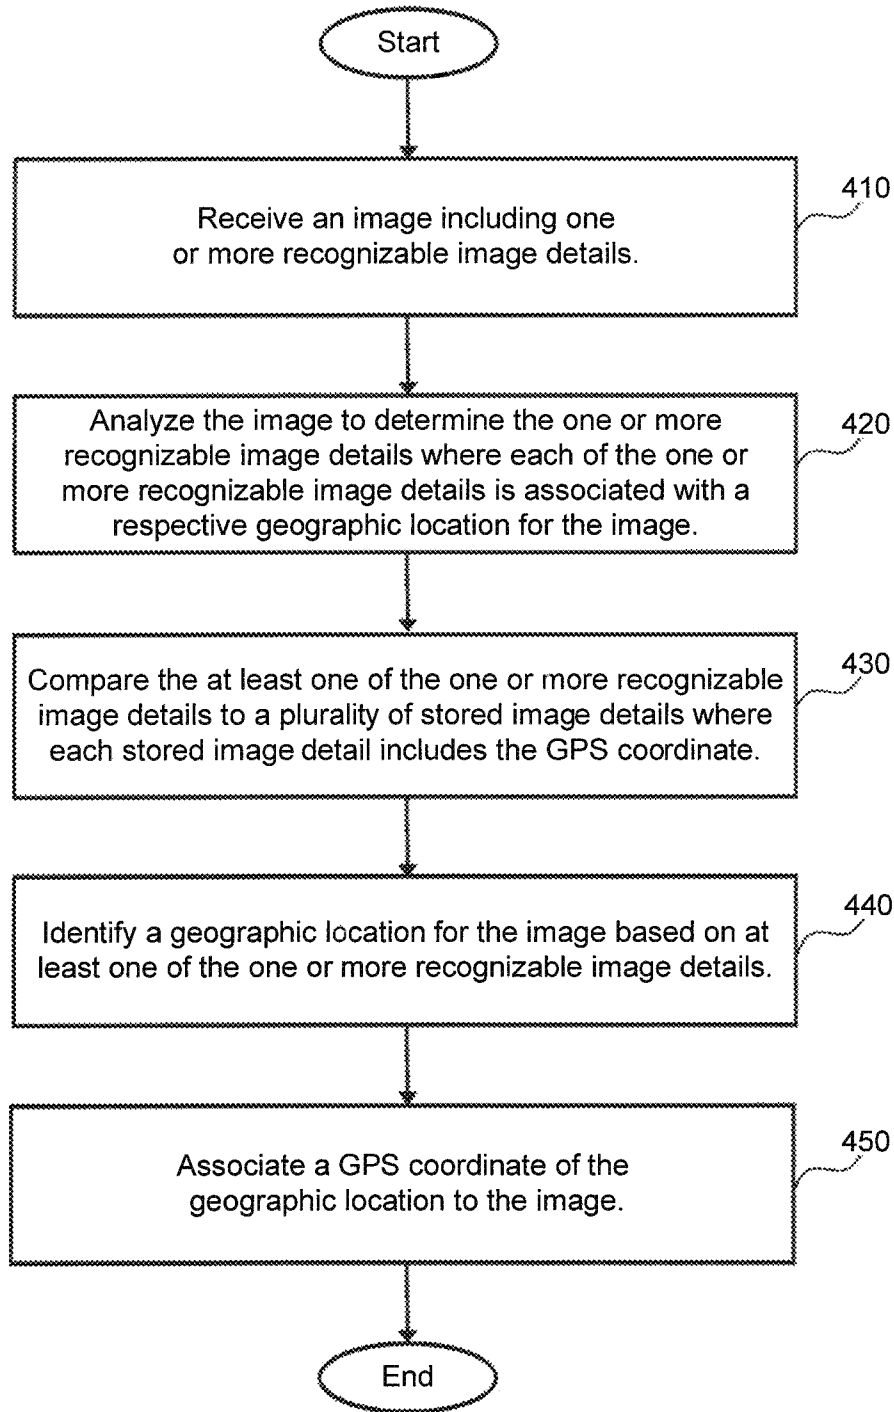 Start
410
Receive an image including one
or more recognizable image details.
420
Analyze the image to determine the one or more
recognizable image details where each of the one or
more recognizable image details is associated with a
respective geographic location for the image.
430
Compare the at least one of the one or more recognizable
image details to a plurality of stored image details where
each stored image detail includes the GPS coordinate.
440
Identify a geographic location for the image based on at
least one of the one or more recognizable image details.
450
Associate a GPS coordinate of the
geographic location to the image.
End